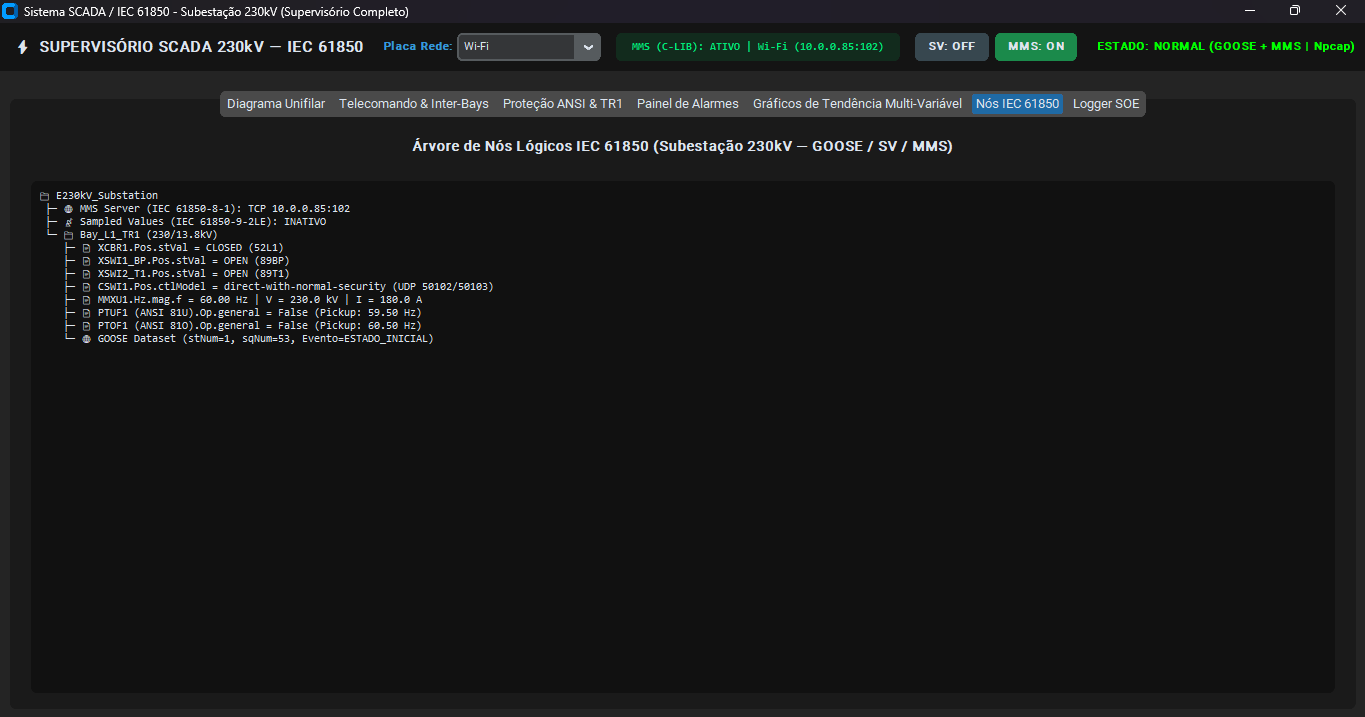 Sistema SCADA / IEC 61850 - Subestação 230kV (Supervisório Completo)
SUPERVISÓRIO SCADA 230kV — IEC 61850
Placa Rede: Wi-Fi
MMS (C-LIB): ATIVO | Wi-Fi (10.0.0.85:102)
SV: OFF
MMS: ON
ESTADO: NORMAL (GOOSE + MMS | Npcap)
Diagrama Unifilar
Telecomando & Inter-Bays
Proteção ANSI & TR1
Painel de Alarmes
Gráficos de Tendência Multi-Variável
Nós IEC 61850
Logger SOE
Árvore de Nós Lógicos IEC 61850 (Subestação 230kV — GOOSE / SV / MMS)
E230kV_Substation
MMS Server (IEC 61850-8-1): TCP 10.0.0.85:102
Sampled Values (IEC 61850-9-2LE): INATIVO
Bay_L1_TR1 (230/13.8kV)
XCBR1.Pos.stVal = CLOSED (52L1)
XSWI1_BP.Pos.stVal = OPEN (89BP)
XSWI2_T1.Pos.stVal = OPEN (89T1)
CSWI1.Pos.ctlModel = direct-with-normal-security (UDP 50102/50103)
MMXU1.Hz.mag.f = 60.00 Hz | V = 230.0 kV | I = 180.0 A
PTUF1 (ANSI 81U).Op.general = False (Pickup: 59.50 Hz)
PTOF1 (ANSI 81O).Op.general = False (Pickup: 60.50 Hz)
GOOSE Dataset (stNum=1, sqNum=53, Evento=ESTADO_INICIAL)